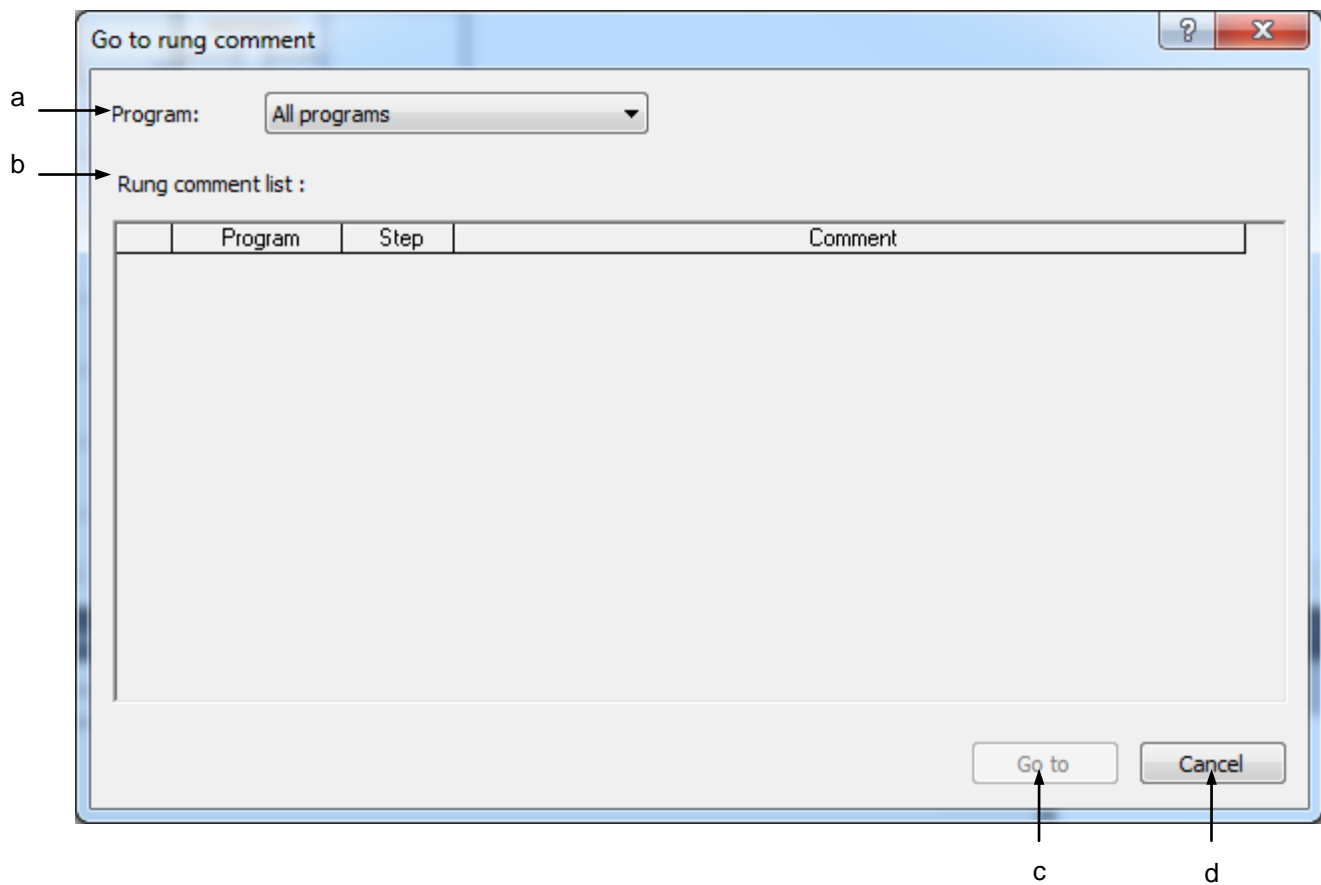 Go to rung comment
a
Program: All programs
b
Rung comment list :
Program Step Comment
Go to Cancel
c d